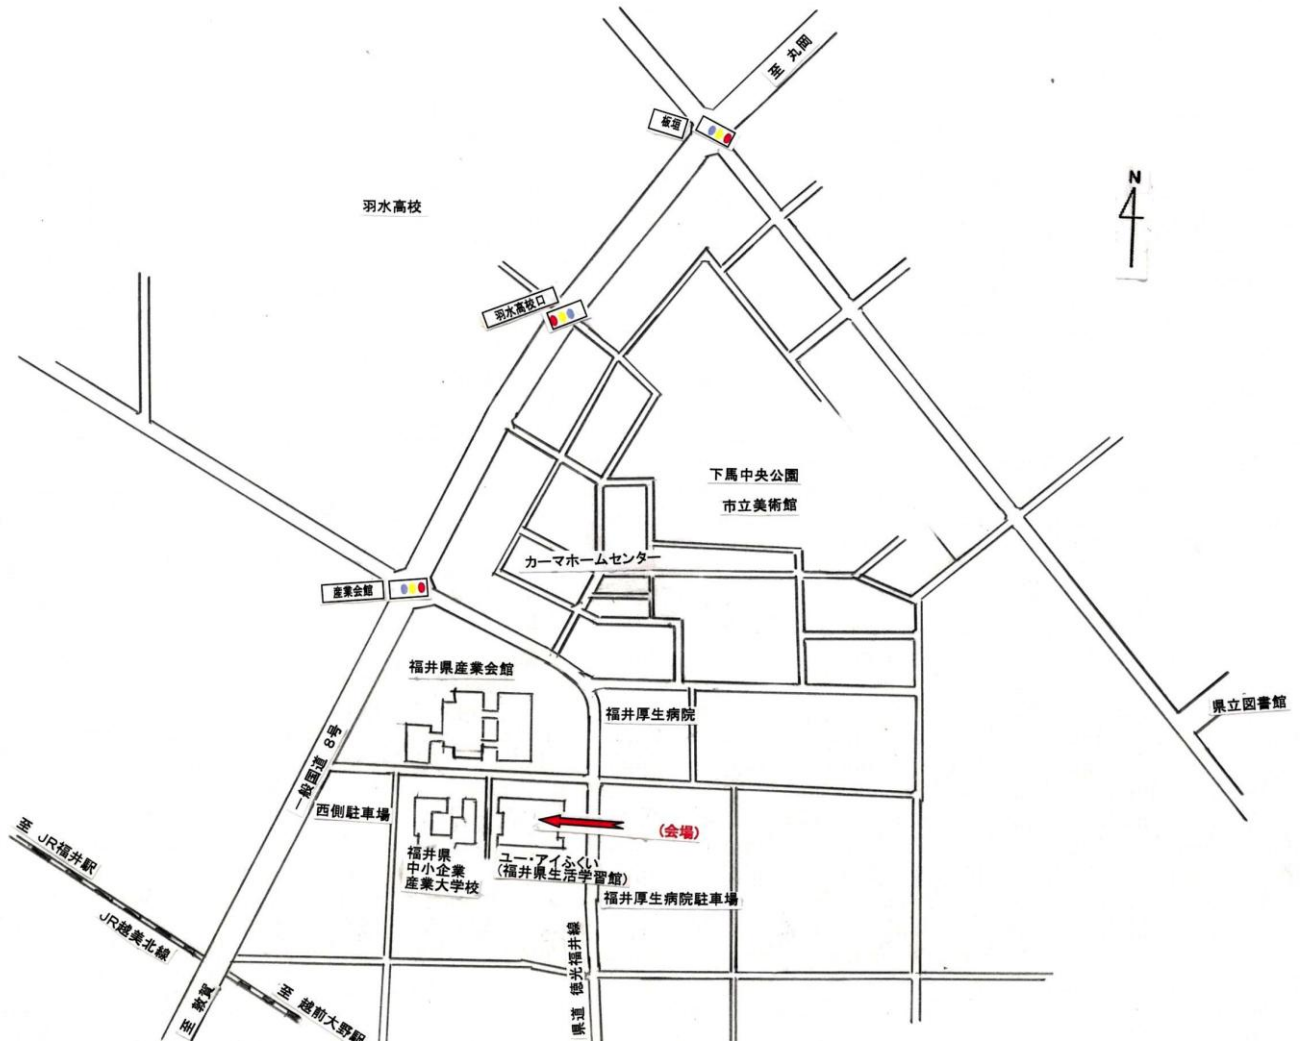 至 丸岡
板垣
N
羽水高校
羽水高校口
下馬中央公園
市立美術館
カーマホームセンター
産業会館
福井県産業会館
県立図書館
福井厚生病院
一般国道 8号
西側駐車場
(会場)
至 JR福井駅
福井県
中小企業
産業大学校
ユー・アイふくい
(福井県生活学習館)
福井厚生病院駐車場
JR越美北線
県道 徳光福井線
至 敦賀
至 越前大野駅